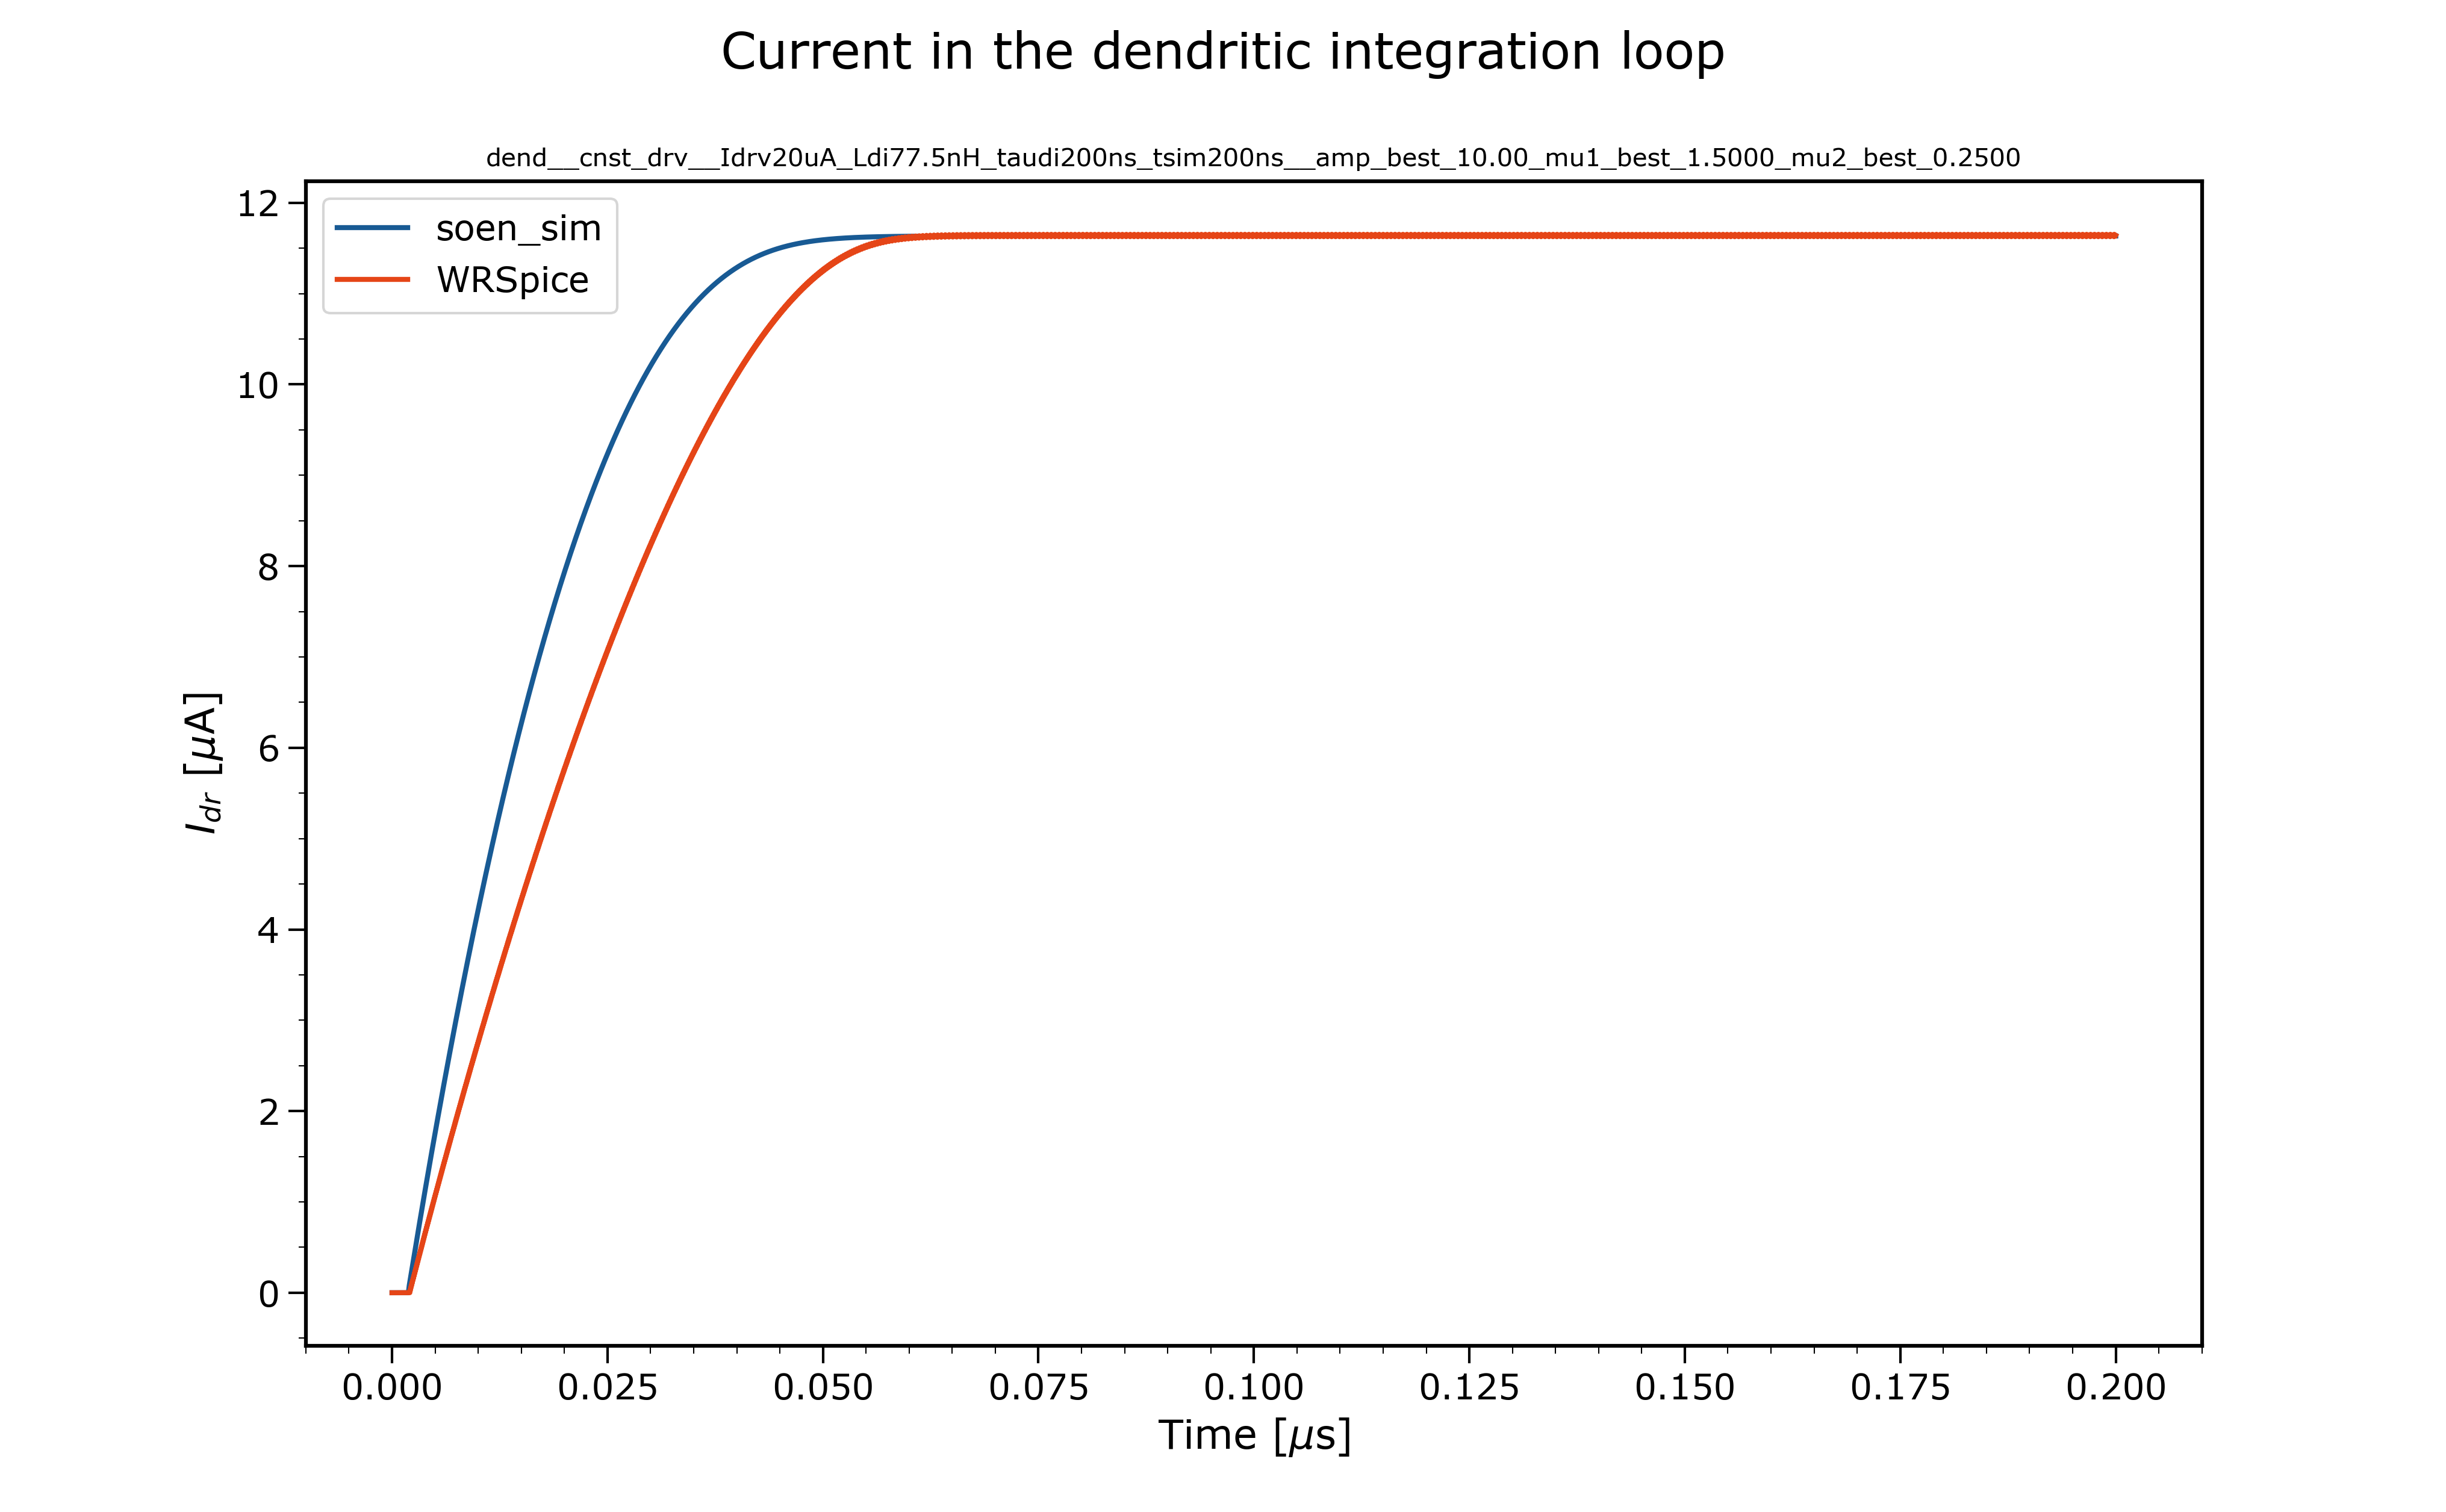 Current in the dendritic integration loop
dend__cnst_drv__Idrv20uA_Ldi77.5nH_taudi200ns_tsim200ns__amp_best_10.00_mu1_best_1.5000_mu2_best_0.2500
soen_sim
WRSpice
12
10
8
6
4
2
0
I_dr [μA]
0.000 0.025 0.050 0.075 0.100 0.125 0.150 0.175 0.200
Time [μs]